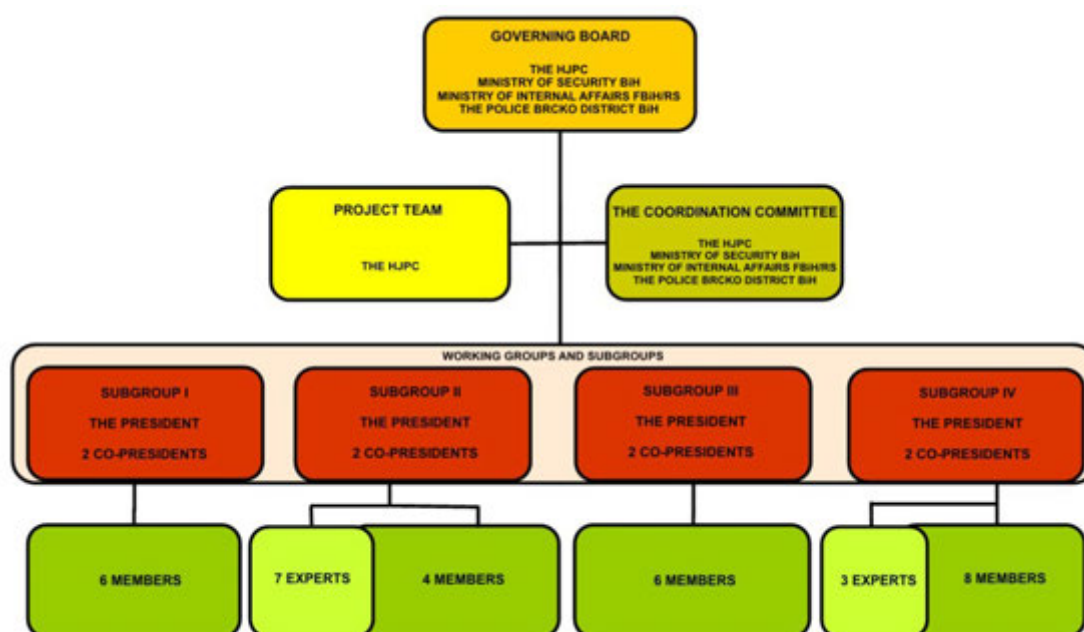 GOVERNING BOARD
THE HJPC
MINISTRY OF SECURITY BiH
MINISTRY OF INTERNAL AFFAIRS FBiH/RS
THE POLICE BRCKO DISTRICT BiH
PROJECT TEAM
THE HJPC
THE COORDINATION COMMITTEE
THE HJPC
MINISTRY OF SECURITY BiH
MINISTRY OF INTERNAL AFFAIRS FBiH/RS
THE POLICE BRCKO DISTRICT BiH
WORKING GROUPS AND SUBGROUPS
SUBGROUP I
THE PRESIDENT
2 CO-PRESIDENTS
SUBGROUP II
THE PRESIDENT
2 CO-PRESIDENTS
SUBGROUP III
THE PRESIDENT
2 CO-PRESIDENTS
SUBGROUP IV
THE PRESIDENT
2 CO-PRESIDENTS
6 MEMBERS
7 EXPERTS
4 MEMBERS
6 MEMBERS
3 EXPERTS
8 MEMBERS